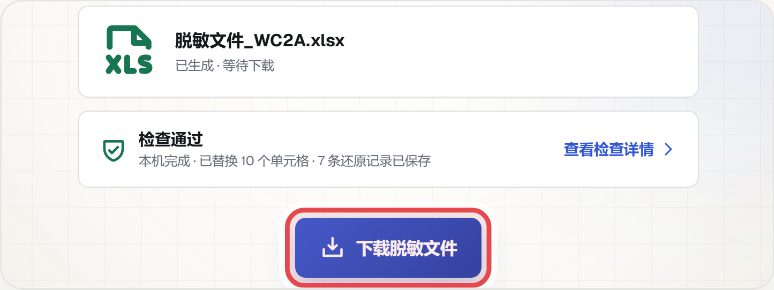 XLS
脱敏文件_WC2A.xlsx
已生成 · 等待下载
检查通过
本机完成 · 已替换 10 个单元格 · 7 条还原记录已保存
查看检查详情
下载脱敏文件